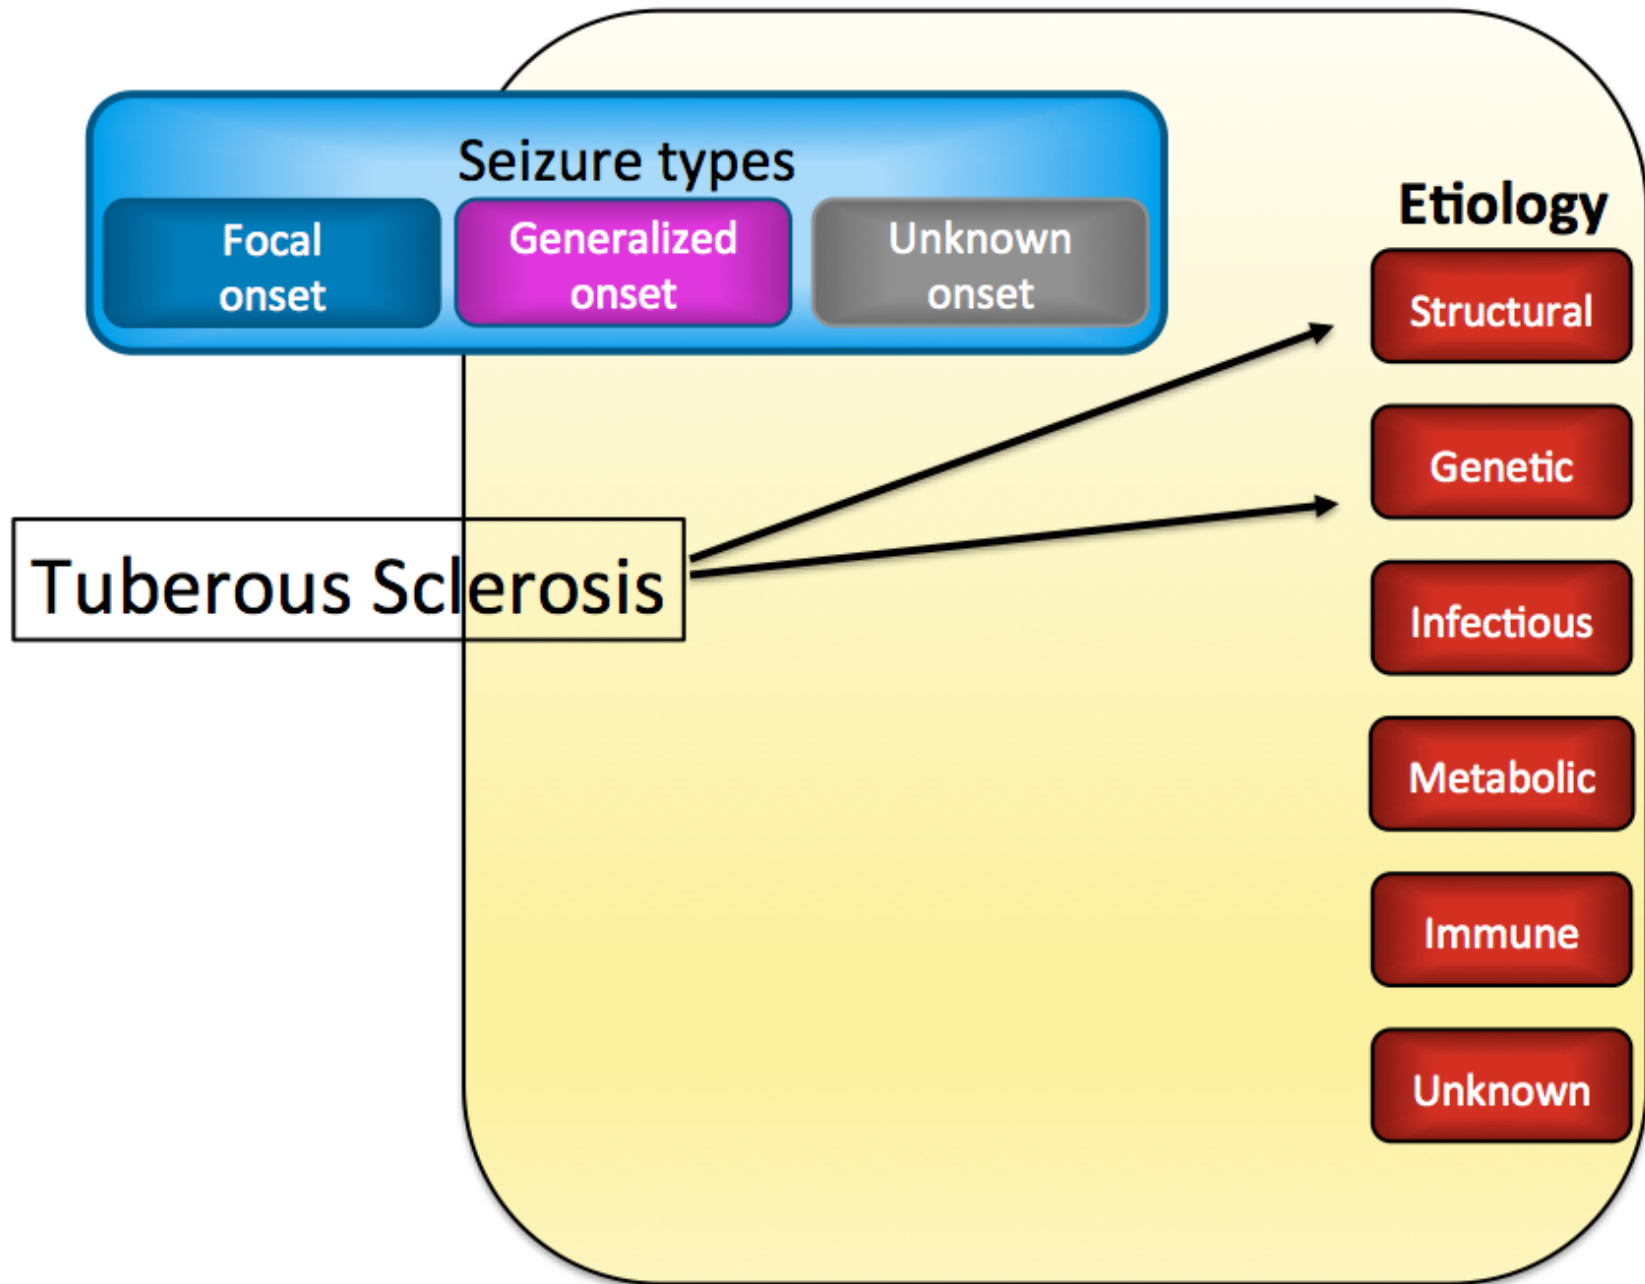 Seizure types
Focal
onset
Generalized
onset
Unknown
onset
Etiology
Structural
Genetic
Infectious
Metabolic
Immune
Unknown
Tuberous Sclerosis